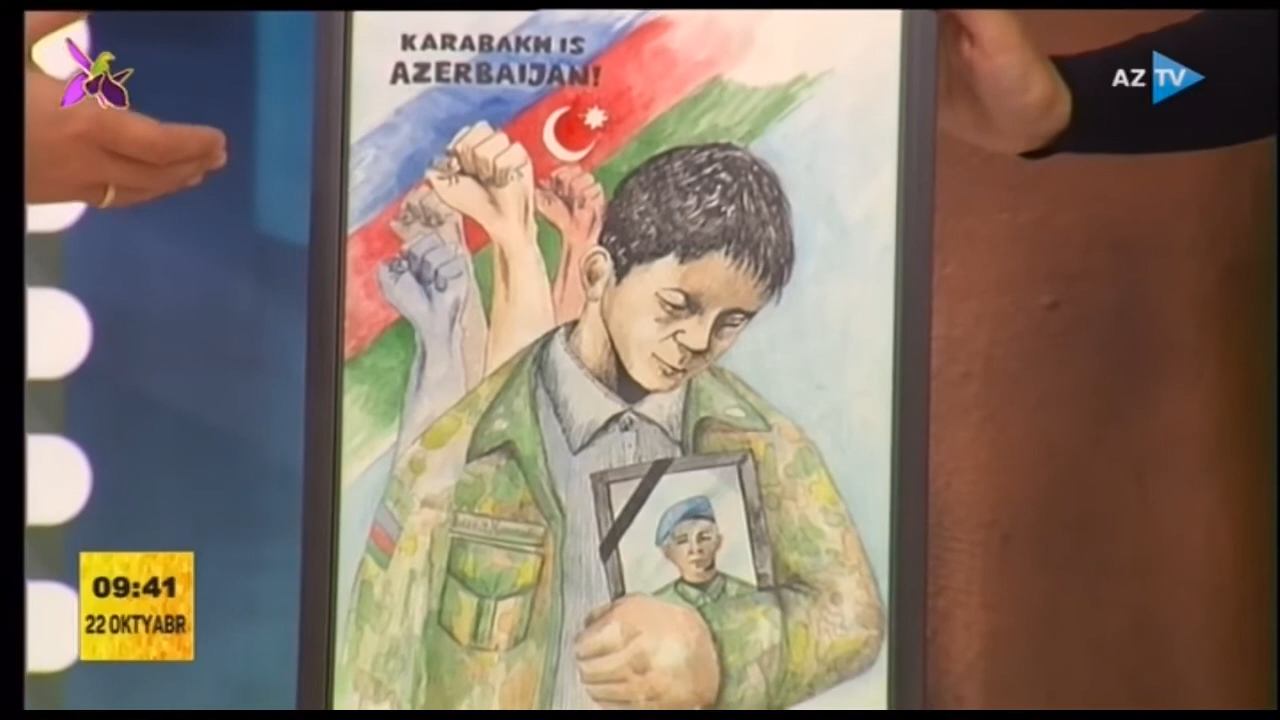 KARABAKH IS
AZERBAIJAN!
AZ TV
09:41
22 OKTYABR